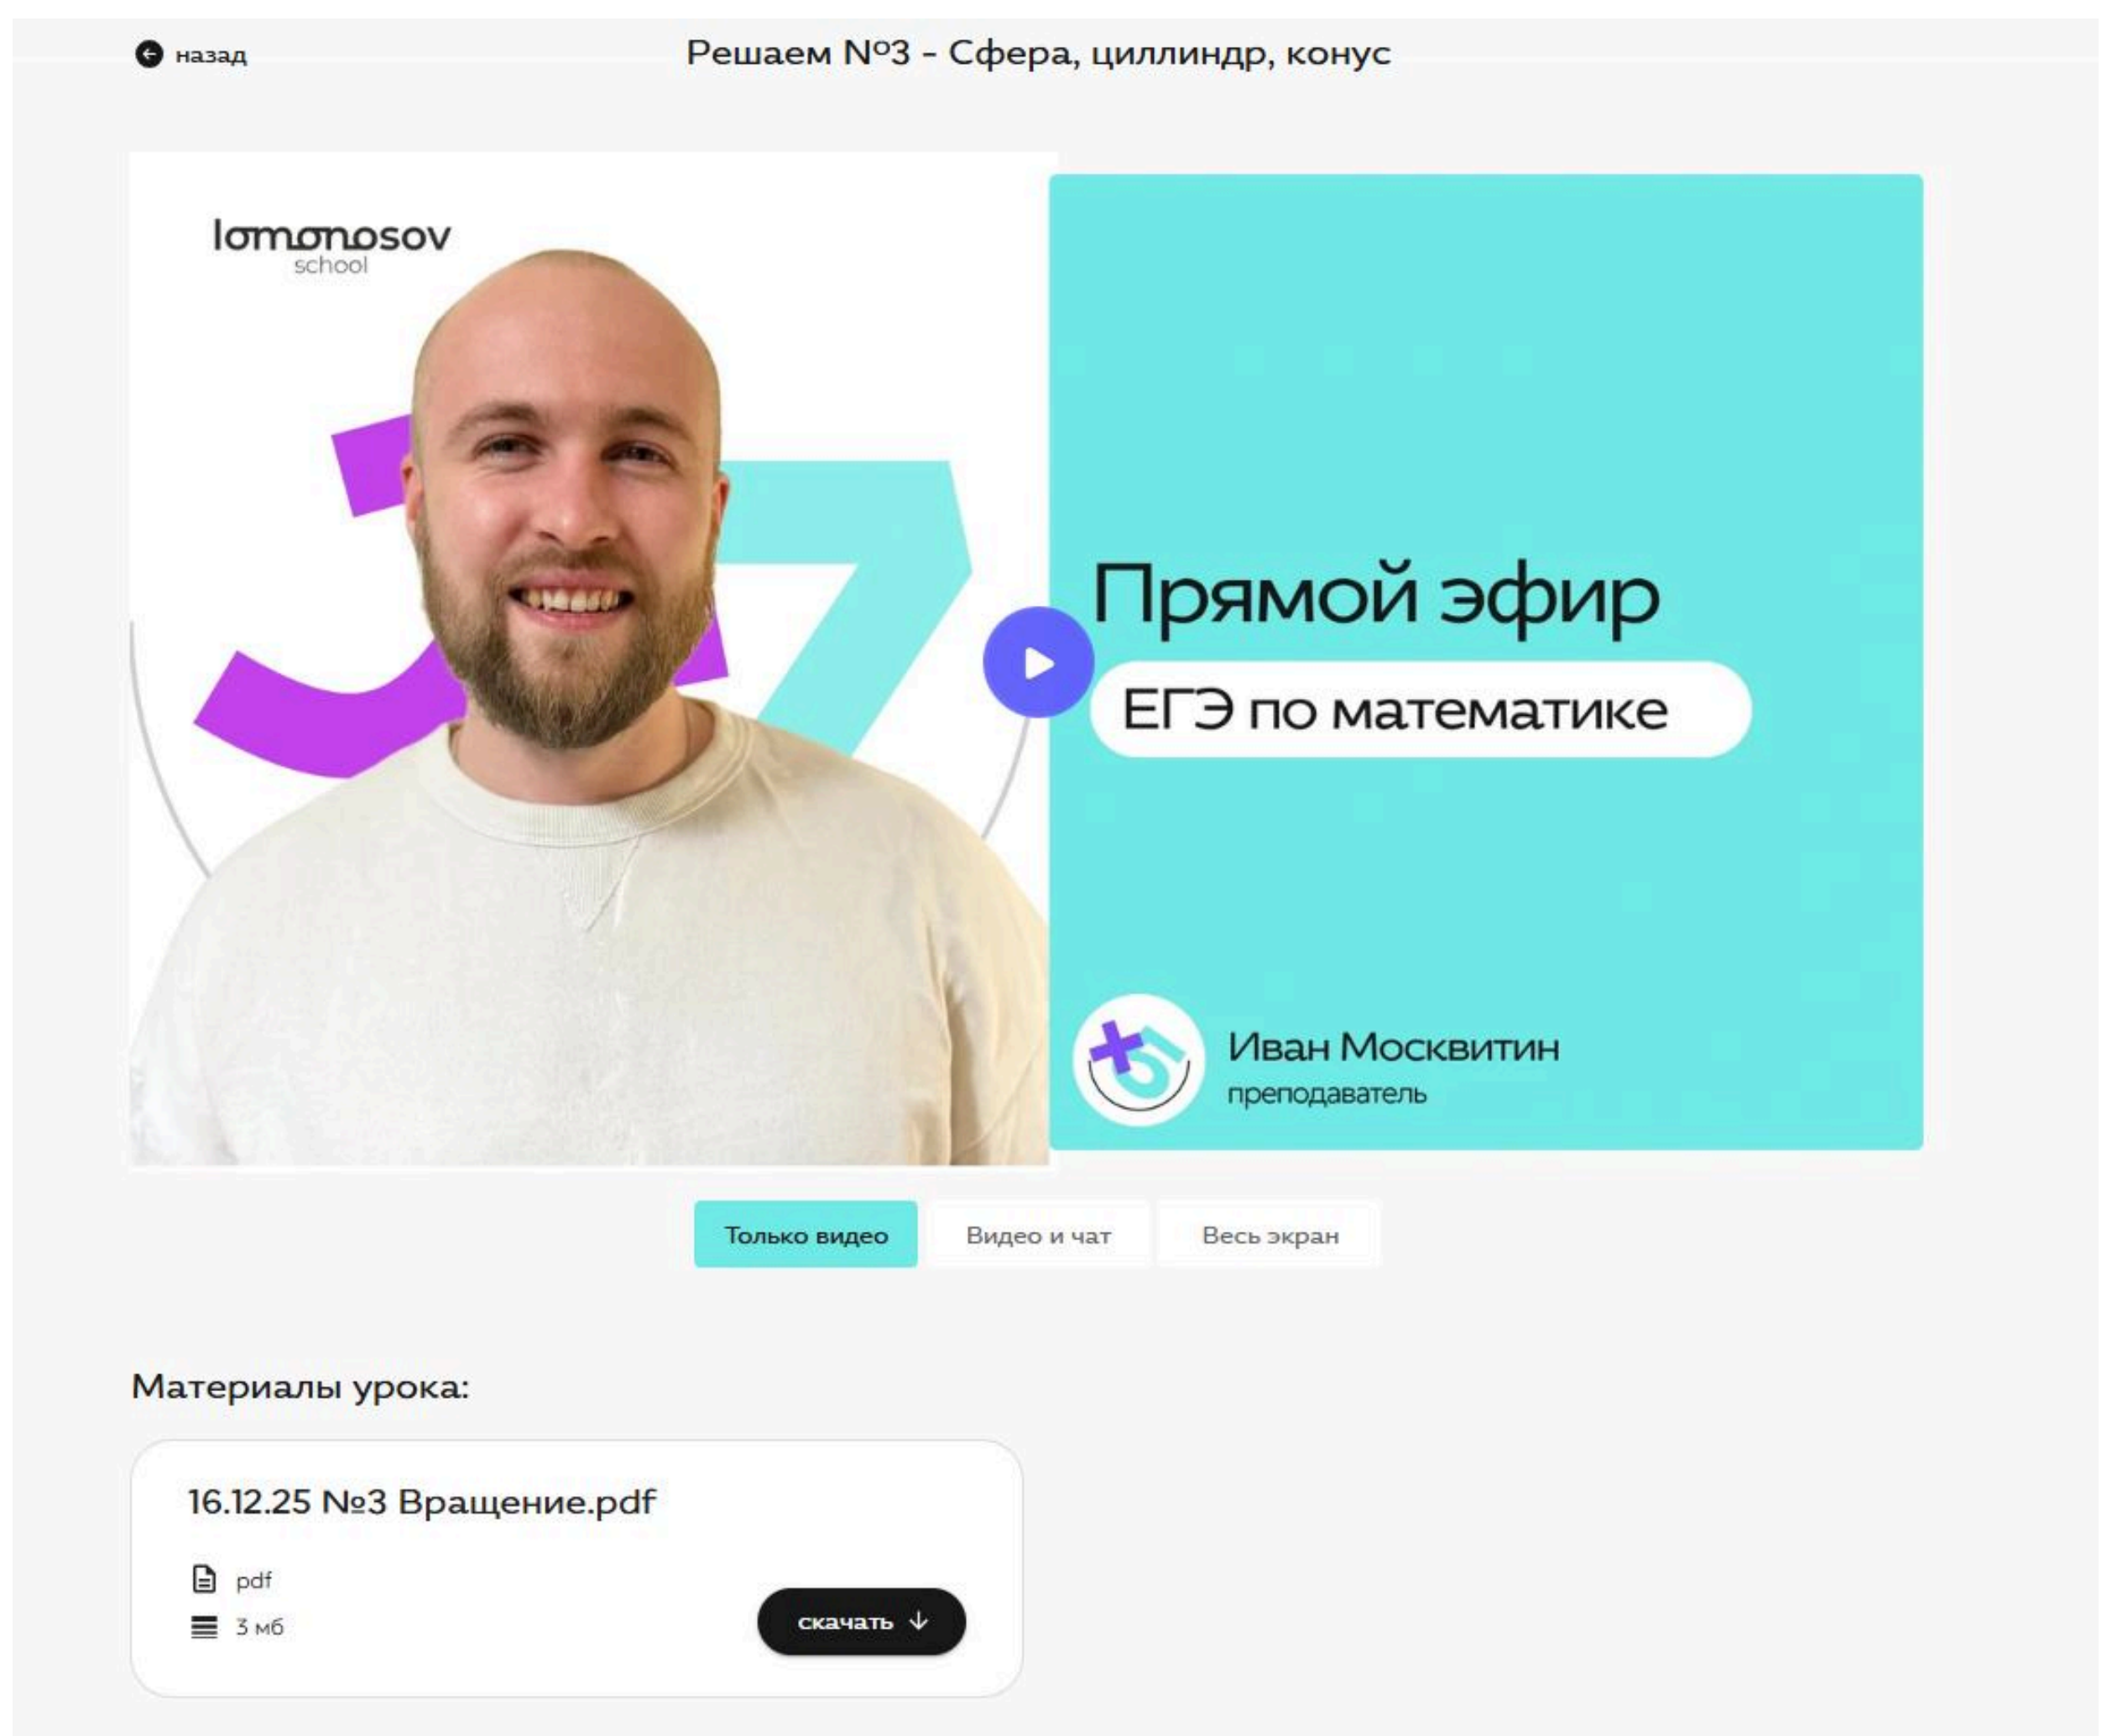 назад
Решаем №3 - Сфера, циллиндр, конус
lomonosov
school
37
Прямой эфир
ЕГЭ по математике
Иван Москвитин
преподаватель
Только видео
Видео и чат
Весь экран
Материалы урока:
16.12.25 №3 Вращение.pdf
pdf
3 мб
скачать